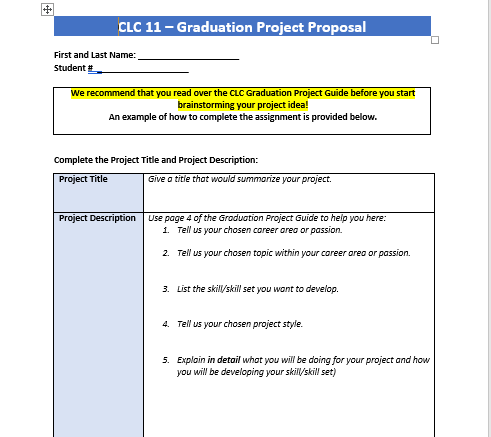 CLC 11 – Graduation Project Proposal
First and Last Name: ____________________
Student #__________________
We recommend that you read over the CLC Graduation Project Guide before you start
brainstorming your project idea!
An example of how to complete the assignment is provided below.
Complete the Project Title and Project Description:
Project Title
Give a title that would summarize your project.
Project Description
Use page 4 of the Graduation Project Guide to help you here:
1. Tell us your chosen career area or passion.
2. Tell us your chosen topic within your career area or passion.
3. List the skill/skill set you want to develop.
4. Tell us your chosen project style.
5. Explain in detail what you will be doing for your project and how
you will be developing your skill/skill set)